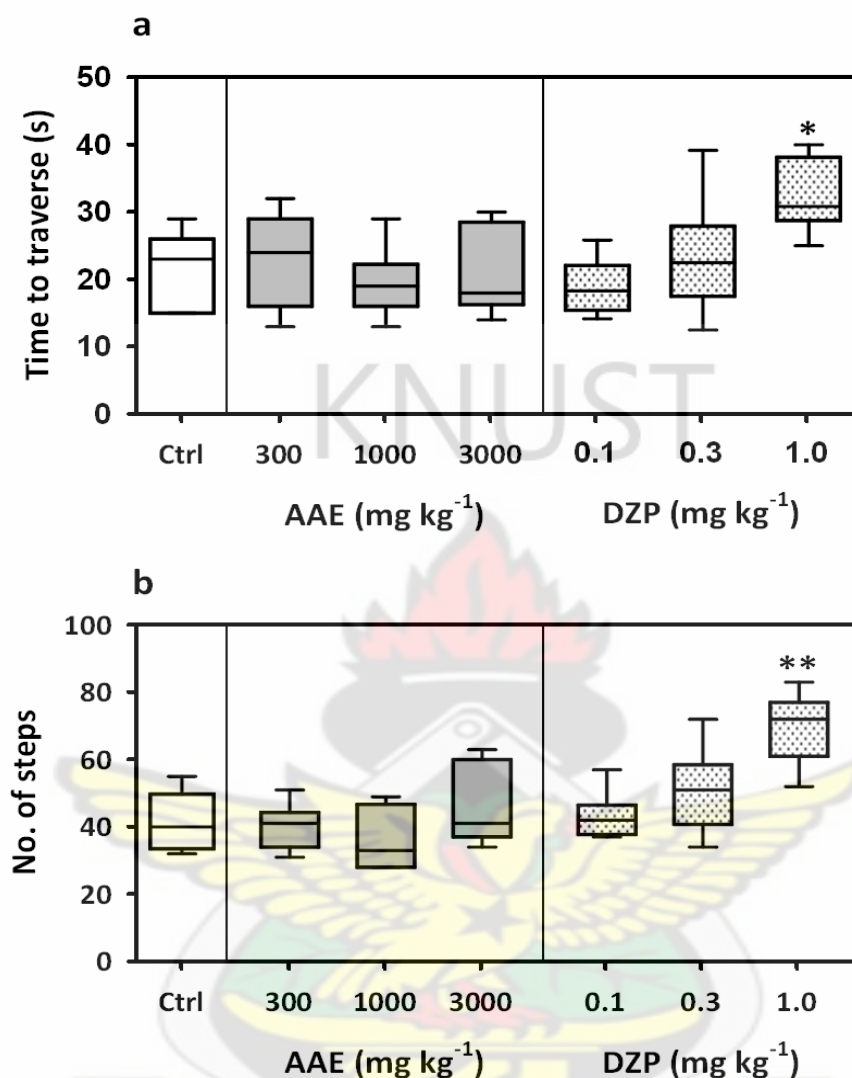 a
50
40
30
20
10
0
Time to traverse (s)
*
KNUST
Ctrl 300 1000 3000 0.1 0.3 1.0
AAE (mg kg-1) DZP (mg kg-1)
b
100
80
60
40
20
0
No. of steps
**
Ctrl 300 1000 3000 0.1 0.3 1.0
AAE (mg kg-1) DZP (mg kg-1)